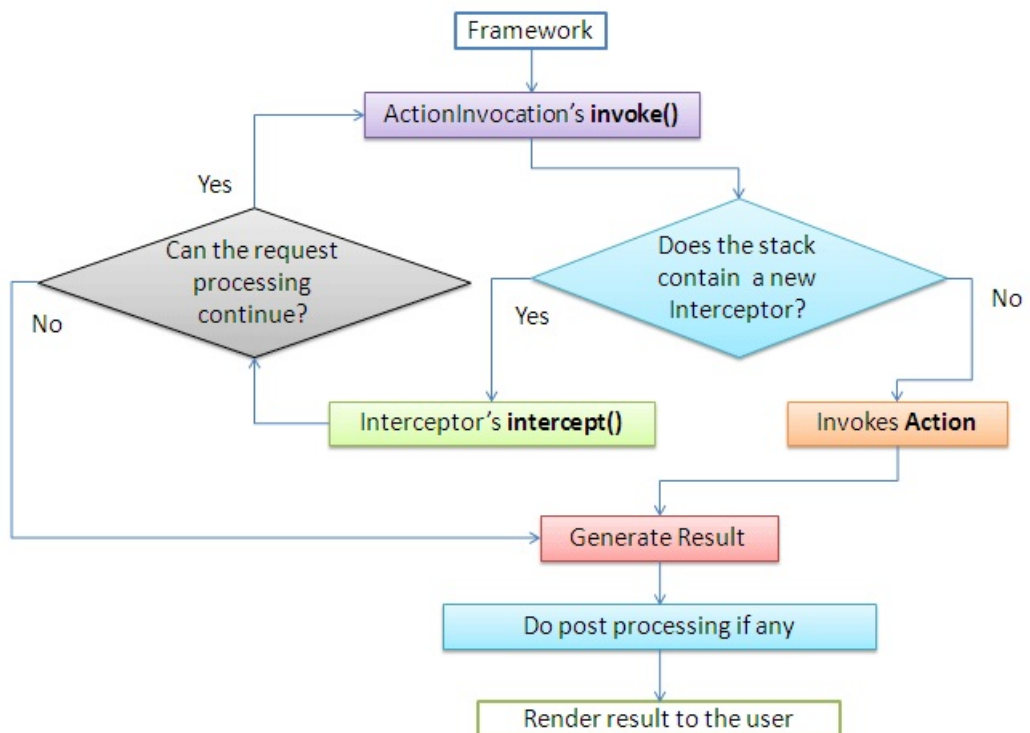 Framework
ActionInvocation's invoke()
Yes
Can the request
processing
continue?
No
Does the stack
contain a new
Interceptor?
Yes
No
Interceptor's intercept()
Invokes Action
Generate Result
Do post processing if any
Render result to the user